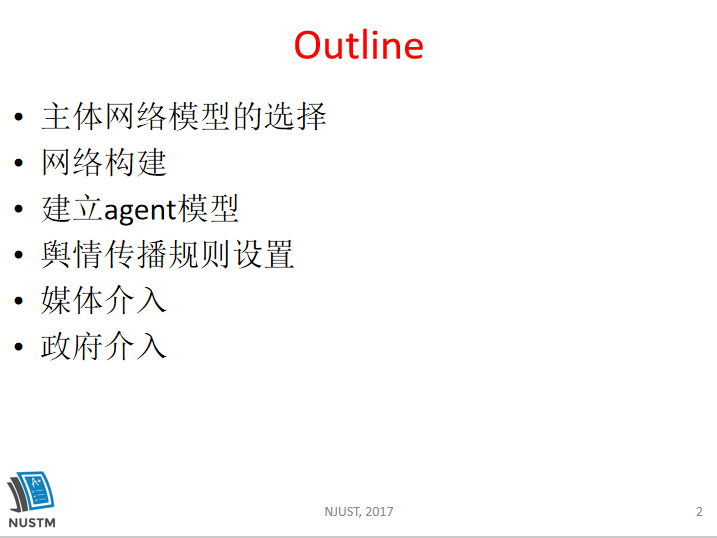 Outline
• 主体网络模型的选择
• 网络构建
• 建立agent模型
• 舆情传播规则设置
• 媒体介入
• 政府介入
A+
NUSTM
NJUST, 2017
2